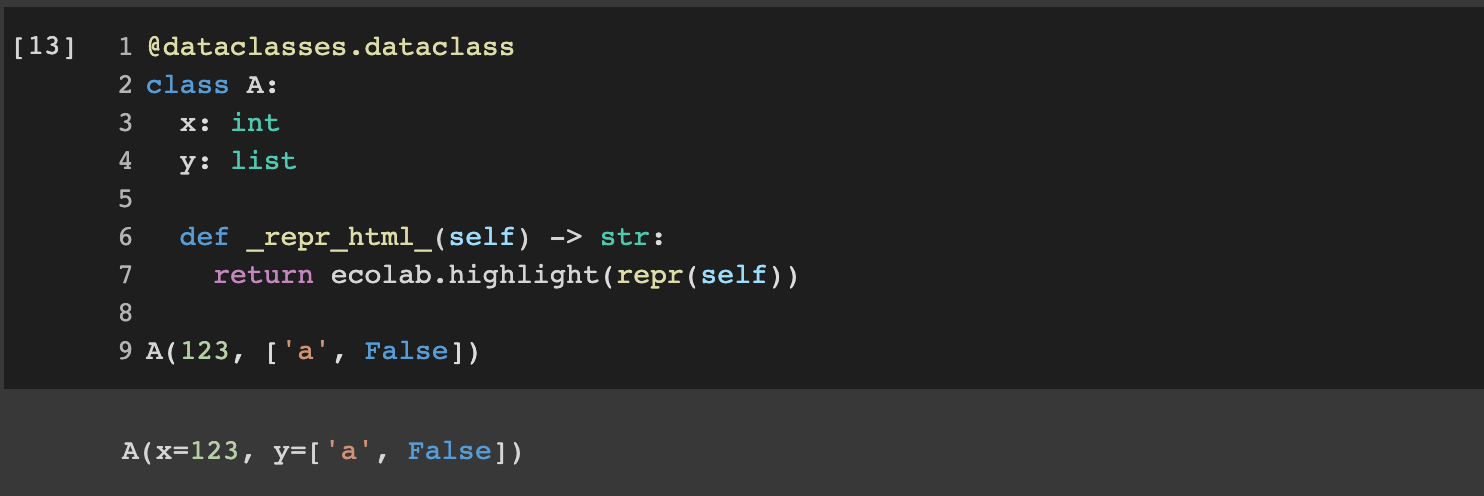 [13] 1 @dataclasses.dataclass
2 class A:
3   x: int
4   y: list
5
6   def _repr_html_(self) -> str:
7     return ecolab.highlight(repr(self))
8
9 A(123, ['a', False])
A(x=123, y=['a', False])